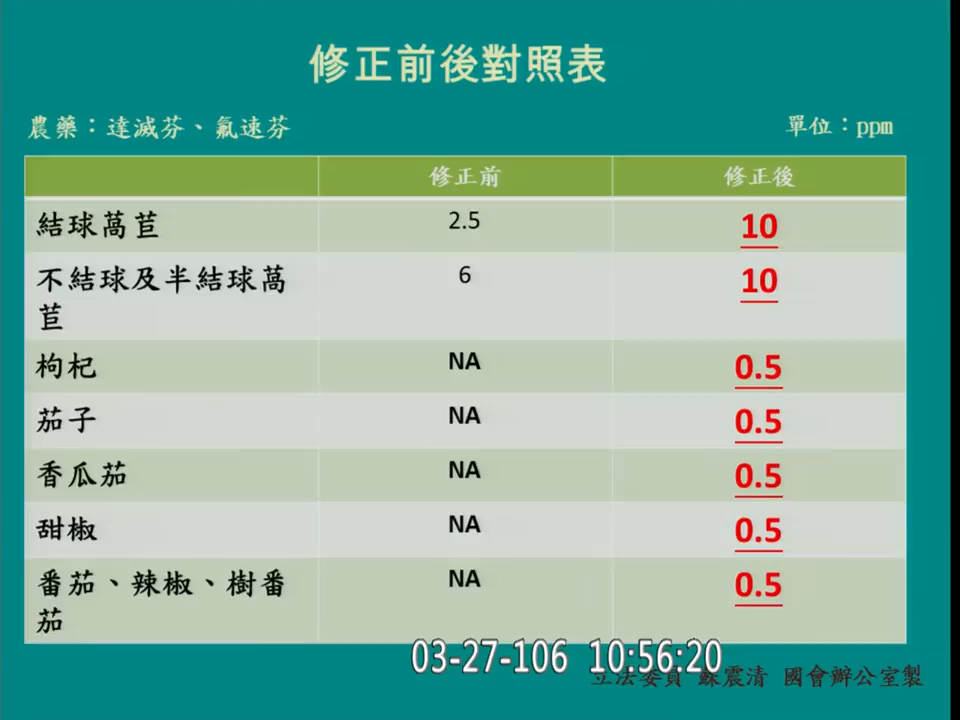 修正前後對照表
農藥：達滅芬、氟速芬 單位：ppm
修正前 修正後
結球萵苣 2.5 10
不結球及半結球萵 6 10
苣
枸杞 NA 0.5
茄子 NA 0.5
香瓜茄 NA 0.5
甜椒 NA 0.5
番茄、辣椒、樹番 NA 0.5
茄
03-27-106 10:56:20
立法委員 蘇震清 國會辦公室製